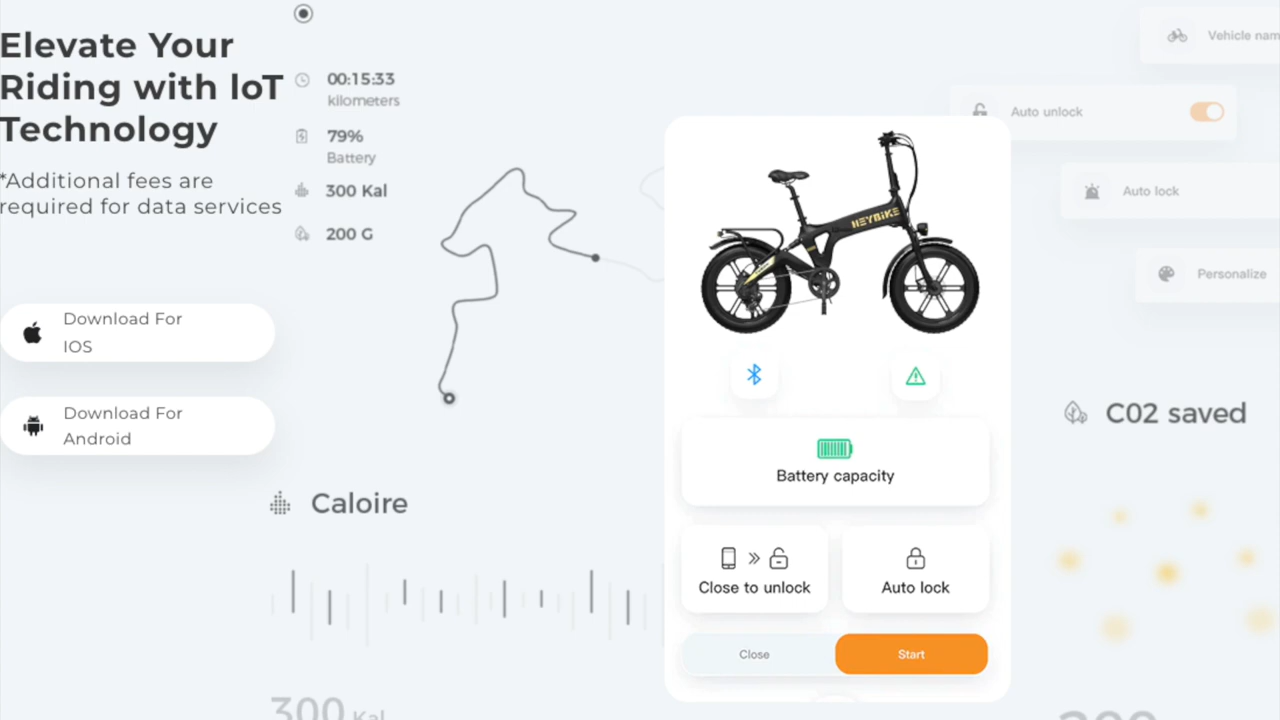 Elevate Your
Riding with IoT
Technology
*Additional fees are
required for data services
Download For
IOS
Download For
Android
00:15:33
kilometers
79%
Battery
300 Kal
200 G
Caloire
300 Kal
HEYBIKE
Battery capacity
Close to unlock
Auto lock
Close
Start
Vehicle nam
Auto unlock
Auto lock
Personalize
C02 saved
200